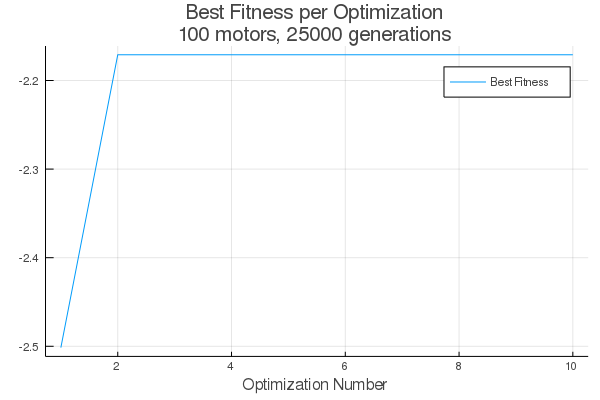 Best Fitness per Optimization
100 motors, 25000 generations
Best Fitness
-2.2
-2.3
-2.4
-2.5
2
4
6
8
10
Optimization Number